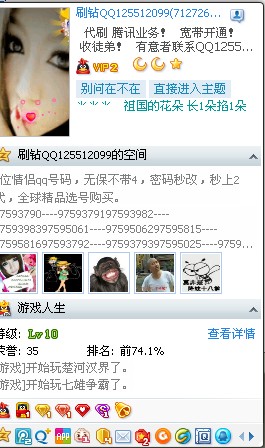 刷钻QQ125512099(712726...
代刷 腾讯业务! 宽带开通!
收徒弟! 有意者联系QQ1255...
VIP2
别问在不在 直接进入主题
祖国的花朵 长1朵掐1朵
刷钻QQ125512099的空间
位情侣qq号码,无保不带4,密码秒改,秒上2
代,全球精品选号购买。
97593790----9759379197593982----
9759398397595061----9759506297595815----
9759581697593792----9759379397595025----9759...
游戏人生
等级: Lv10
查看详情
荣誉: 35 排名: 前74.1%
[游戏]开始玩楚河汉界了。
[游戏]开始玩七雄争霸了。